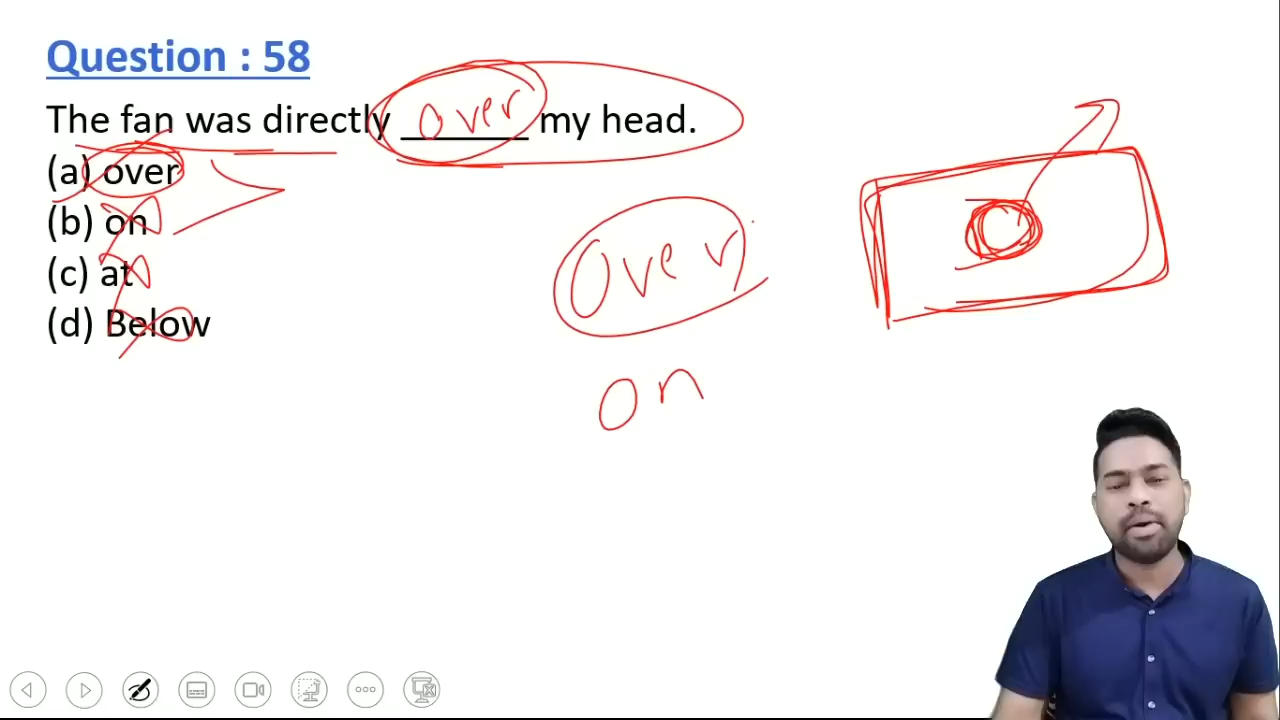 Question : 58
The fan was directly over my head.
(a) over
(b) on
(c) at
(d) Below
Over
on